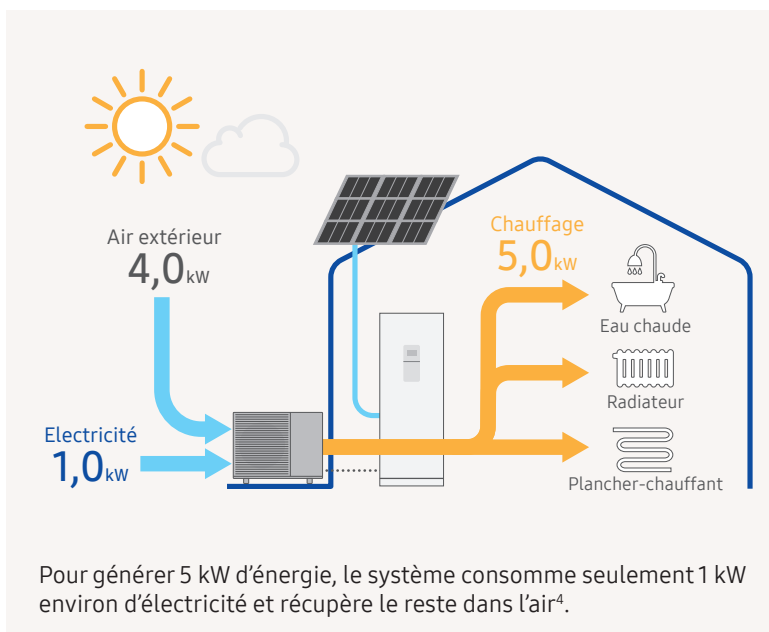 Air extérieur
4,0kW
Electricité
1,0kW
Chauffage
5,0kW
Eau chaude
Radiateur
Plancher-chauffant
Pour générer 5 kW d’énergie, le système consomme seulement 1 kW
environ d’électricité et récupère le reste dans l’air⁴.